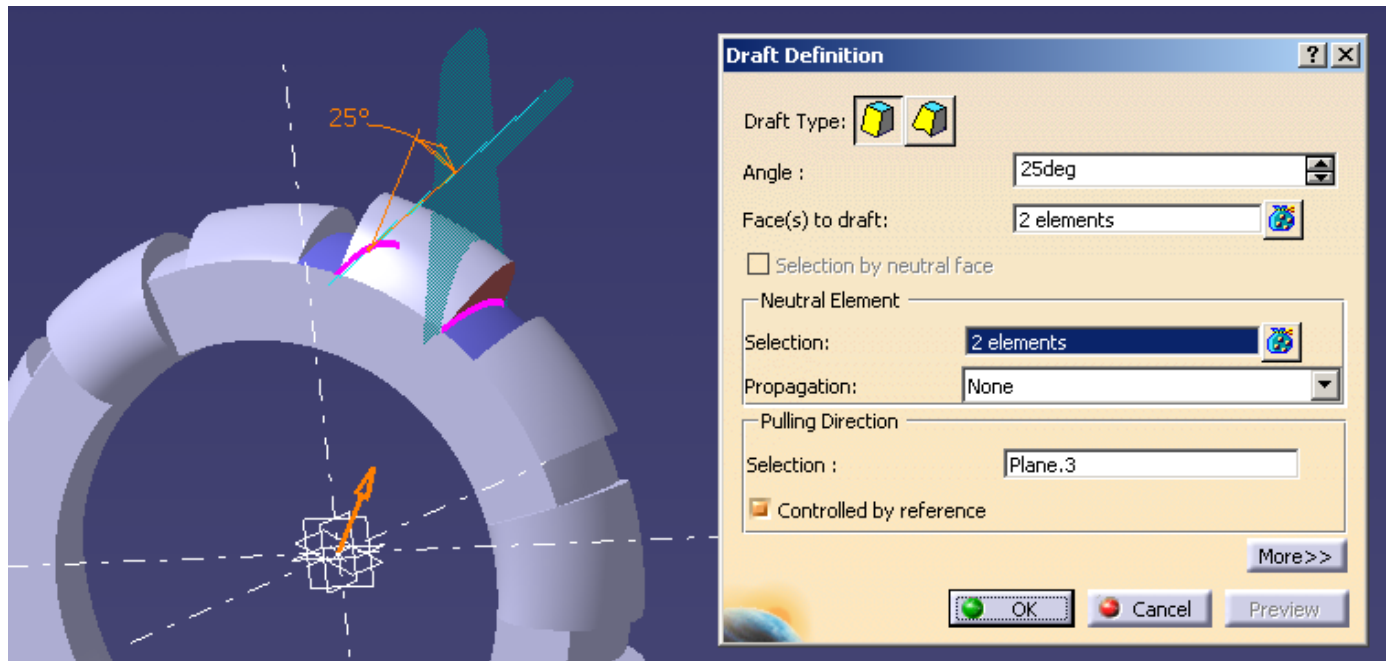 25°
Draft Definition
Draft Type:
Angle : 25deg
Face(s) to draft: 2 elements
Selection by neutral face
Neutral Element
Selection: 2 elements
Propagation: None
Pulling Direction
Selection : Plane.3
Controlled by reference
More>>
OK Cancel Preview